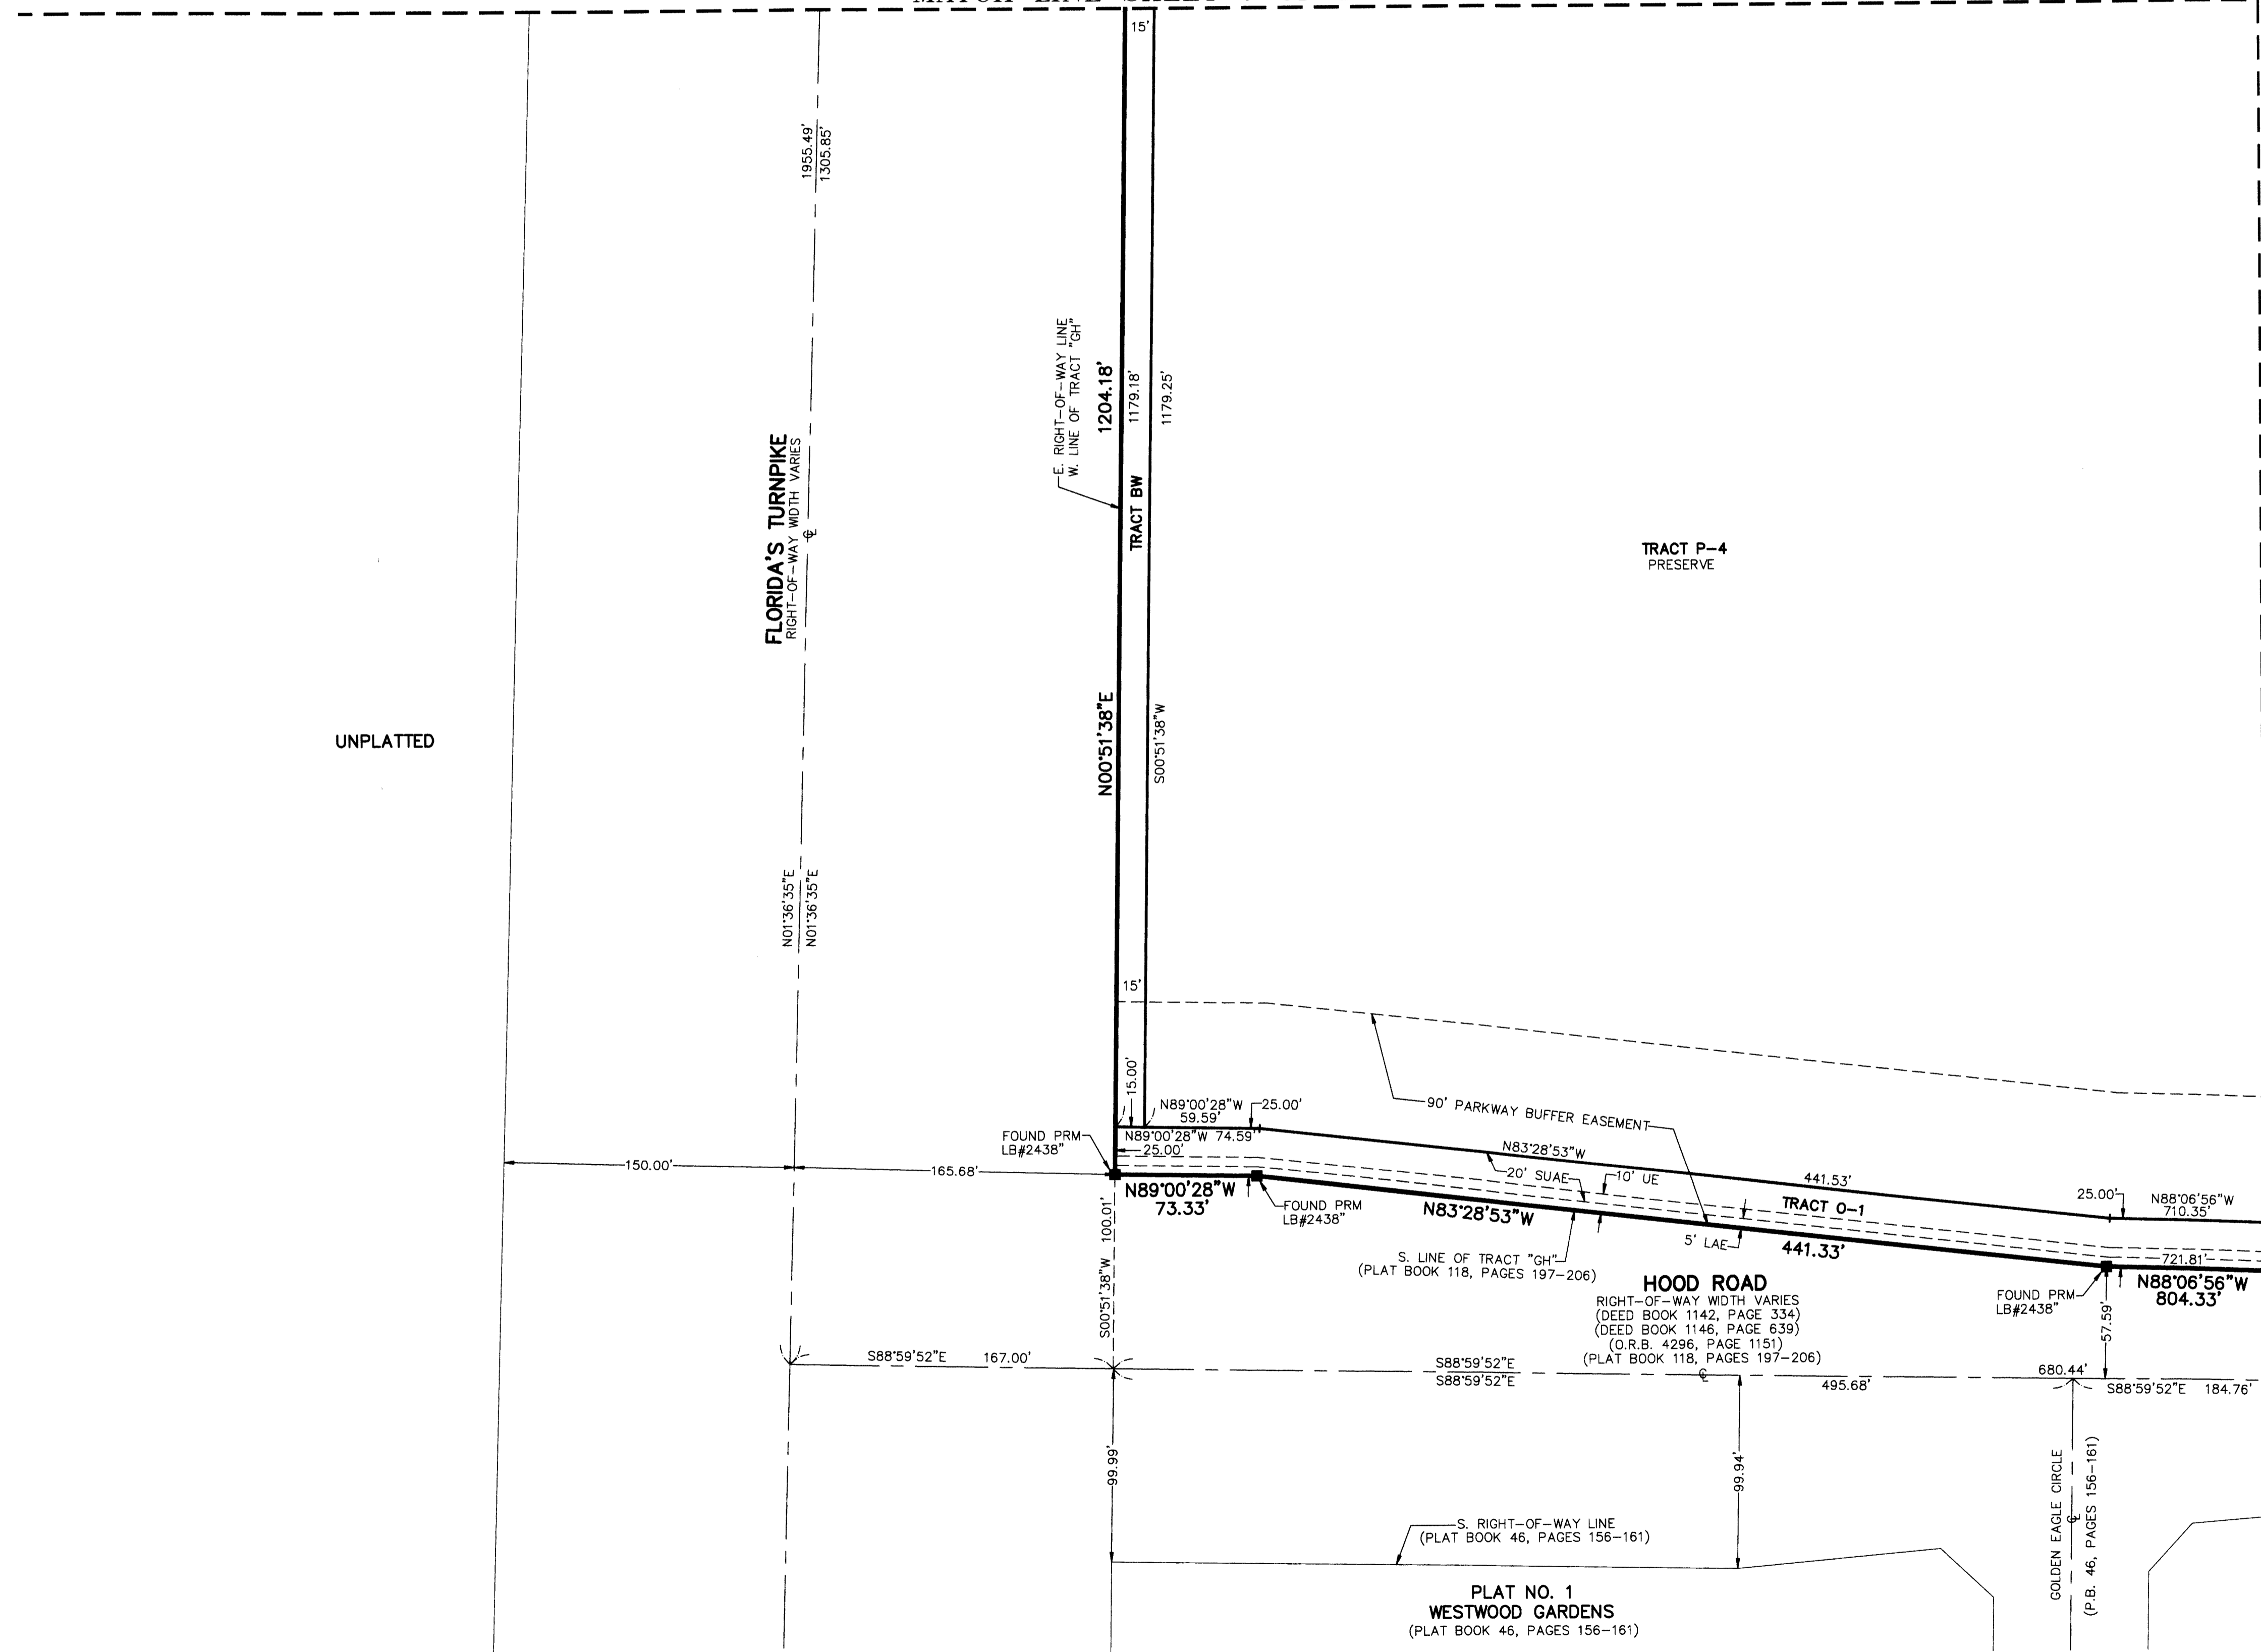 15'
1955.49'
1305.85'
E. RIGHT-OF-WAY LINE
W. LINE OF TRACT "GH"
1204.18'
1179.18'
1179.25'
FLORIDA'S TURNPIKE
RIGHT-OF-WAY WIDTH VARIES
TRACT BW
TRACT P-4
PRESERVE
UNPLATTED
N00°51'38"E
S00°51'38"W
N01°36'35"E
N01°36'35"E
15'
15.00'
N89°00'28"W
59.59'
25.00'
90' PARKWAY BUFFER EASEMENT
FOUND PRM
LB#2438"
N89°00'28"W 74.59'
25.00'
N83°28'53"W
150.00'
165.68'
20' SUAE
10' UE
441.53'
N89°00'28"W
73.33'
FOUND PRM
LB#2438"
N83°28'53"W
TRACT O-1
25.00'
N88°06'56"W
710.35'
S00°51'38"W 100.01'
5' LAE
441.33'
S. LINE OF TRACT "GH"
(PLAT BOOK 118, PAGES 197-206)
721.81'
N88°06'56"W
804.33'
HOOD ROAD
RIGHT-OF-WAY WIDTH VARIES
(DEED BOOK 1142, PAGE 334)
(DEED BOOK 1146, PAGE 639)
(O.R.B. 4296, PAGE 1151)
(PLAT BOOK 118, PAGES 197-206)
FOUND PRM
LB#2438"
57.59'
S88°59'52"E 167.00'
S88°59'52"E
S88°59'52"E
495.68'
680.44'
S88°59'52"E 184.76'
99.99'
99.94'
GOLDEN EAGLE CIRCLE
(P.B. 46, PAGES 156-161)
S. RIGHT-OF-WAY LINE
(PLAT BOOK 46, PAGES 156-161)
PLAT NO. 1
WESTWOOD GARDENS
(PLAT BOOK 46, PAGES 156-161)